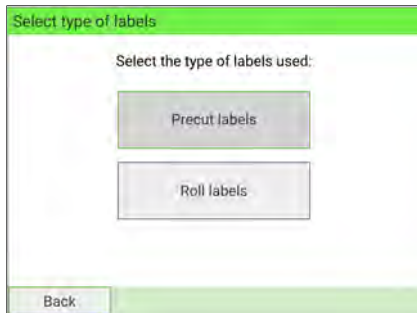 Select type of labels
Select the type of labels used:
Precut labels
Roll labels
Back